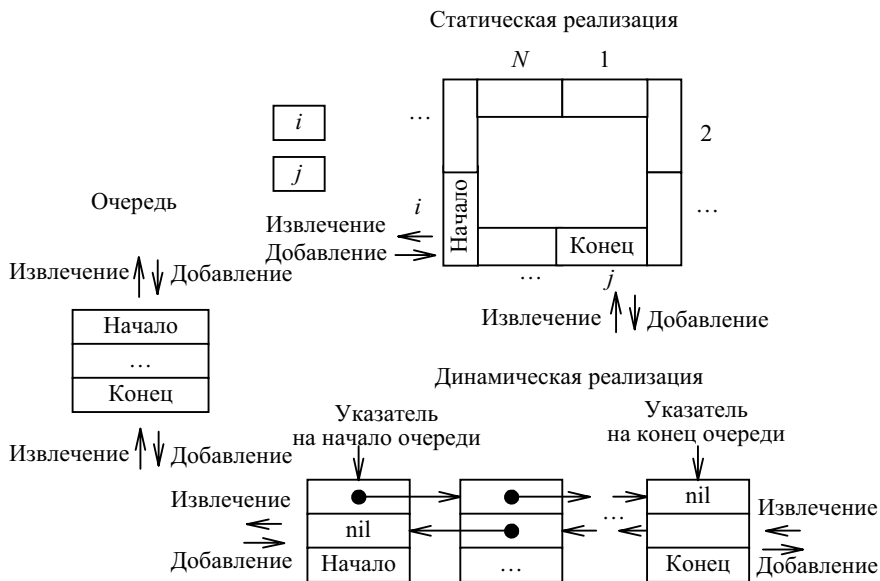 Статическая реализация
N 1
… 2
i
j
Очередь
i
Начало
…
Извлечение
Добавление
Конец
… j
Извлечение Добавление
Извлечение Добавление
Начало
…
Конец
Извлечение Добавление
Динамическая реализация
Указатель
на начало очереди
Указатель
на конец очереди
Извлечение
Добавление
nil
Начало
…
…
nil
Конец
Извлечение
Добавление